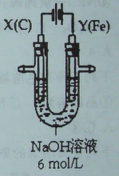 X(C) Y(Fe)
NaOH溶液
6 mol/L